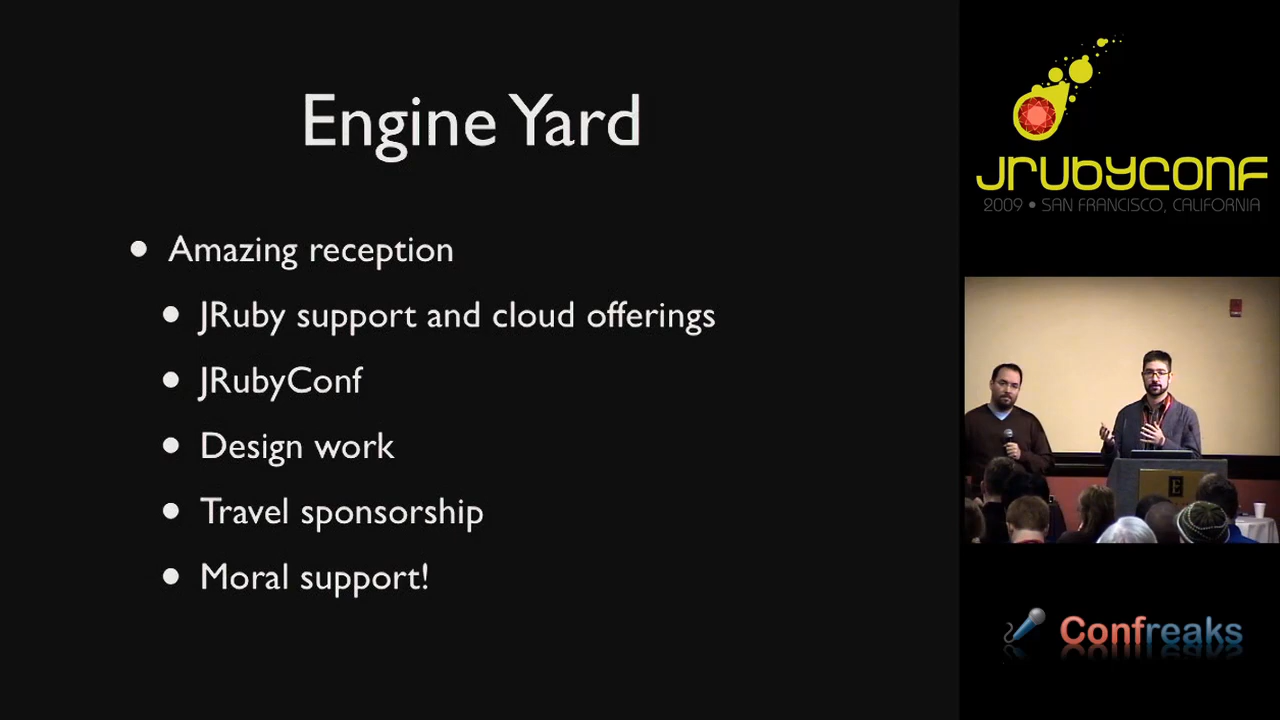 Engine Yard
Amazing reception
JRuby support and cloud offerings
JRubyConf
Design work
Travel sponsorship
Moral support!
JRUBYCONF
2009 • SAN FRANCISCO, CALIFORNIA
E
Confreaks